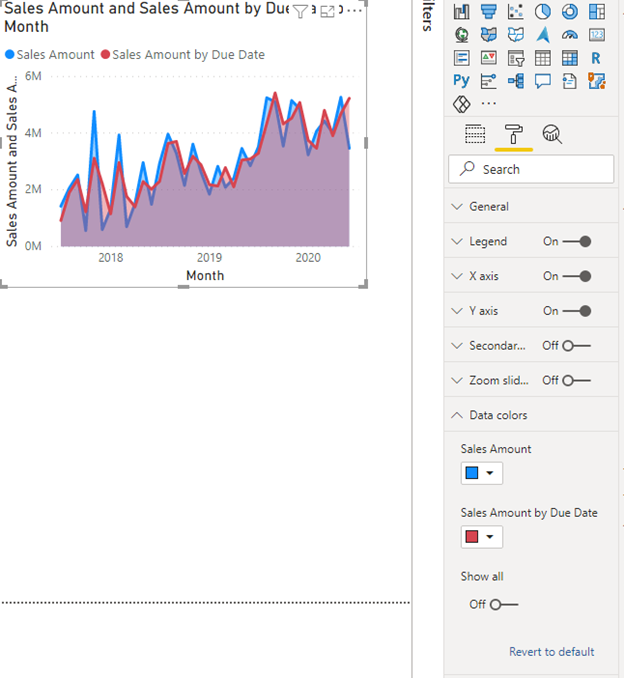 Sales Amount and Sales Amount by Due
Month
Sales Amount Sales Amount by Due Date
6M
4M
2M
0M
Sales Amount and Sales A...
2018 2019 2020
Month
Filters
123
R
Py
...
Search
General
Legend On
X axis On
Y axis On
Secondar... Off
Zoom slid... Off
Data colors
Sales Amount
Sales Amount by Due Date
Show all
Off
Revert to default